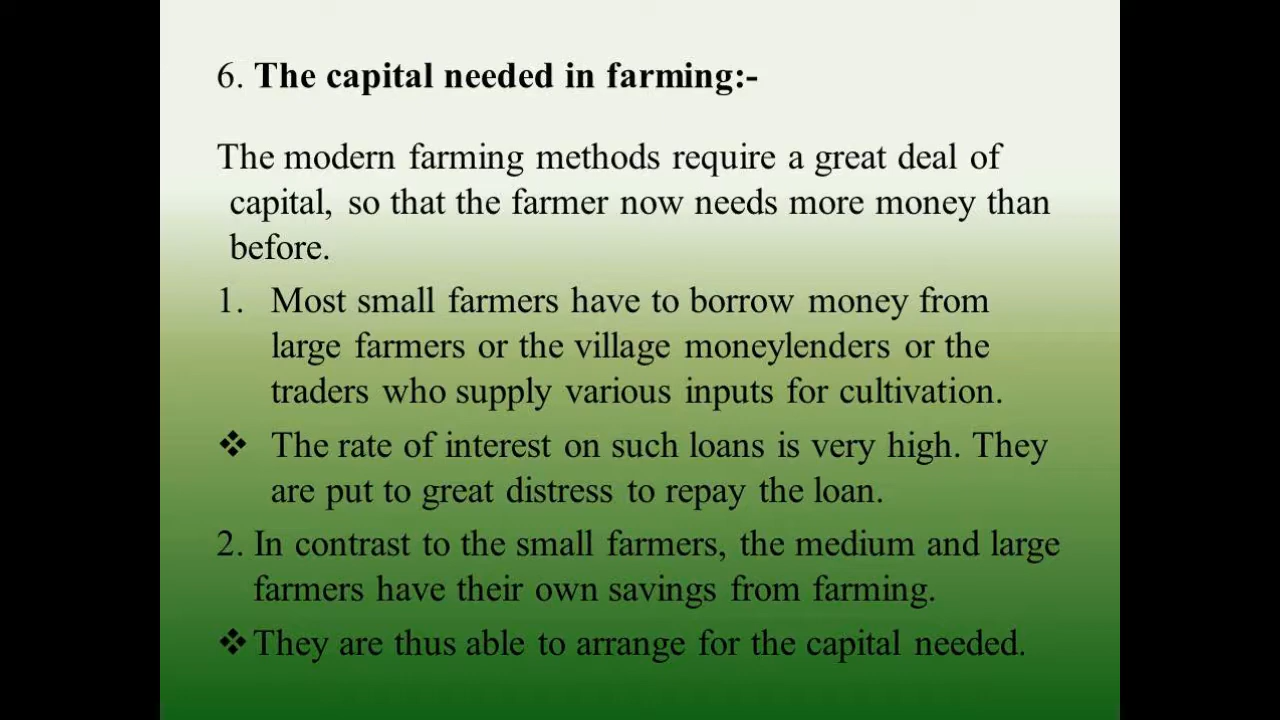 6. The capital needed in farming:-
The modern farming methods require a great deal of
capital, so that the farmer now needs more money than
before.
1. Most small farmers have to borrow money from
large farmers or the village moneylenders or the
traders who supply various inputs for cultivation.
❖ The rate of interest on such loans is very high. They
are put to great distress to repay the loan.
2. In contrast to the small farmers, the medium and large
farmers have their own savings from farming.
❖ They are thus able to arrange for the capital needed.